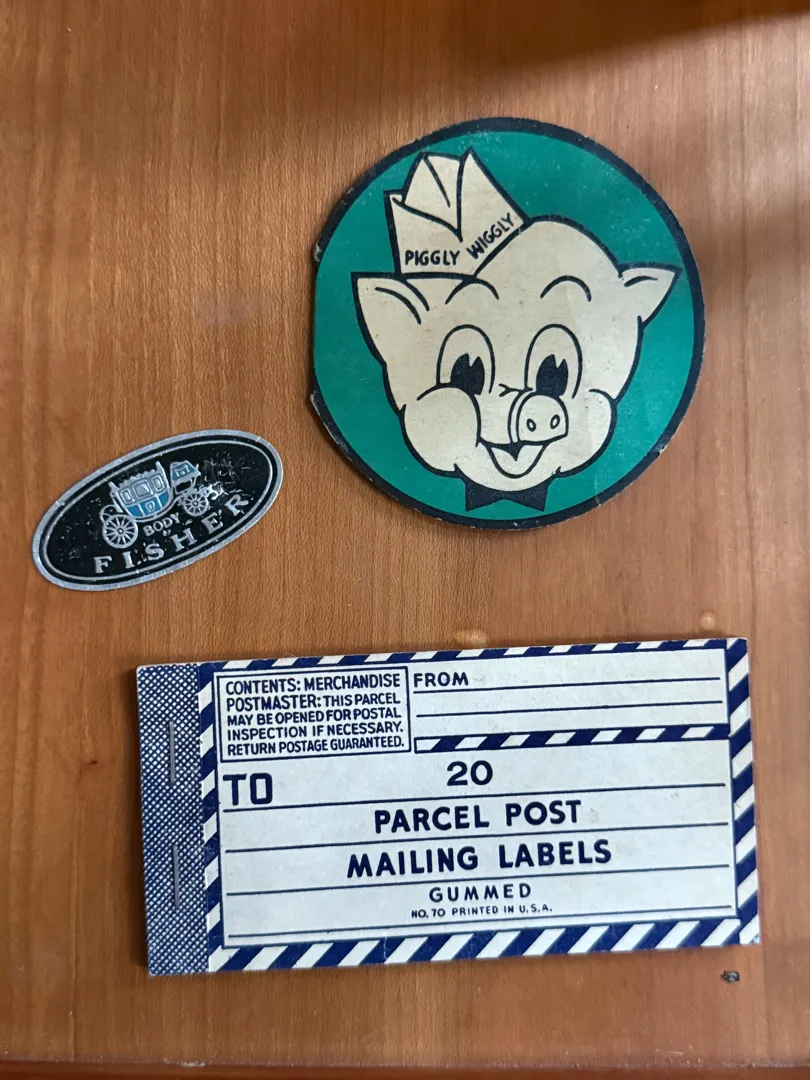 PIGGLY WIGGLY
BODY
BY
FISHER
CONTENTS: MERCHANDISE
POSTMASTER: THIS PARCEL
MAY BE OPENED FOR POSTAL
INSPECTION IF NECESSARY.
RETURN POSTAGE GUARANTEED.
FROM
TO
20
PARCEL POST
MAILING LABELS
GUMMED
NO. 70 PRINTED IN U.S.A.